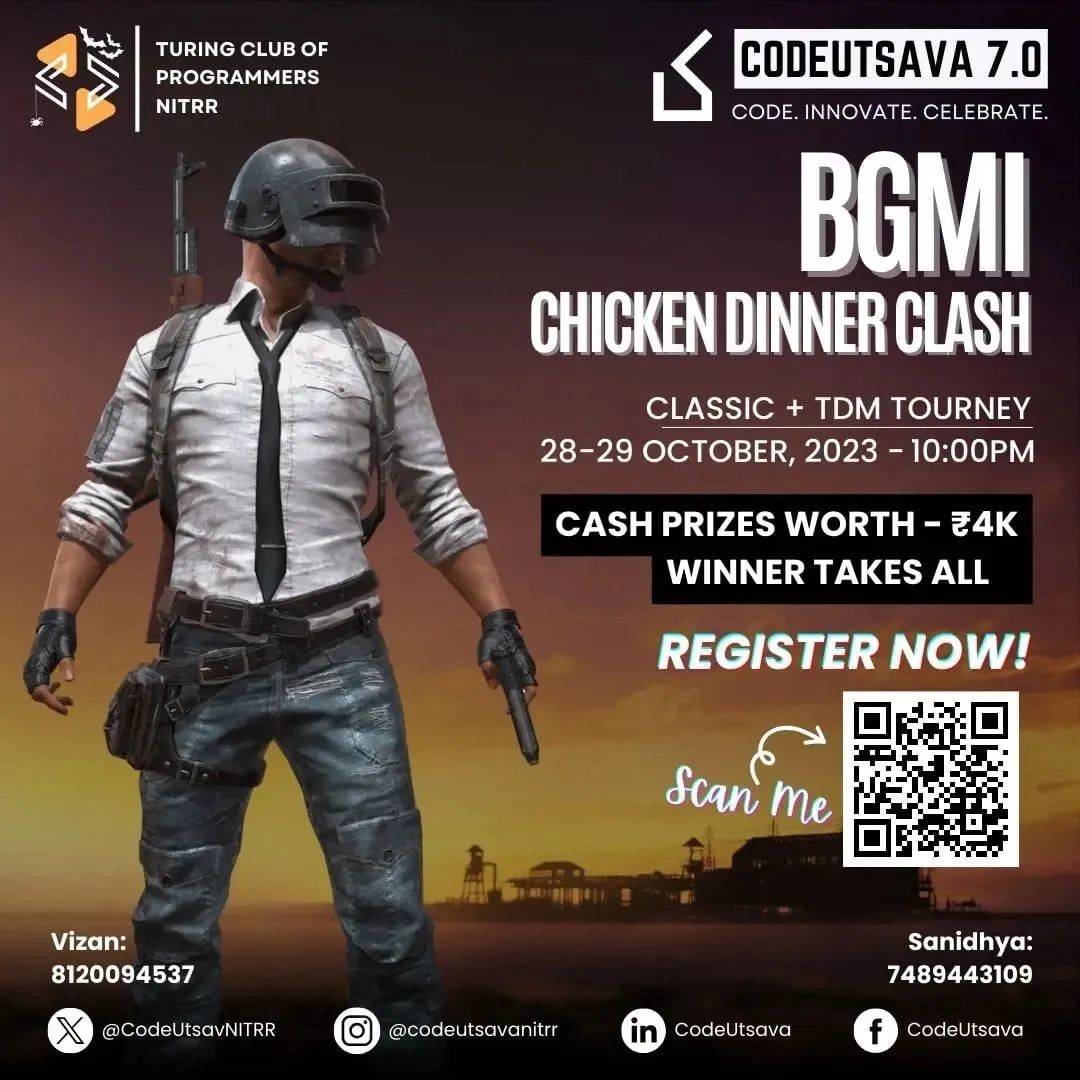 TURING CLUB OF
PROGRAMMERS
NITRR
CODEUTSAVA 7.0
CODE. INNOVATE. CELEBRATE.
BGMI
CHICKEN DINNER CLASH
CLASSIC + TDM TOURNEY
28-29 OCTOBER, 2023 - 10:00PM
CASH PRIZES WORTH - ₹4K
WINNER TAKES ALL
REGISTER NOW!
Scan Me
Vizan:
8120094537
Sanidhya:
7489443109
@CodeUtsavNITRR
@codeutsavanitrr
in CodeUtsava
f CodeUtsava